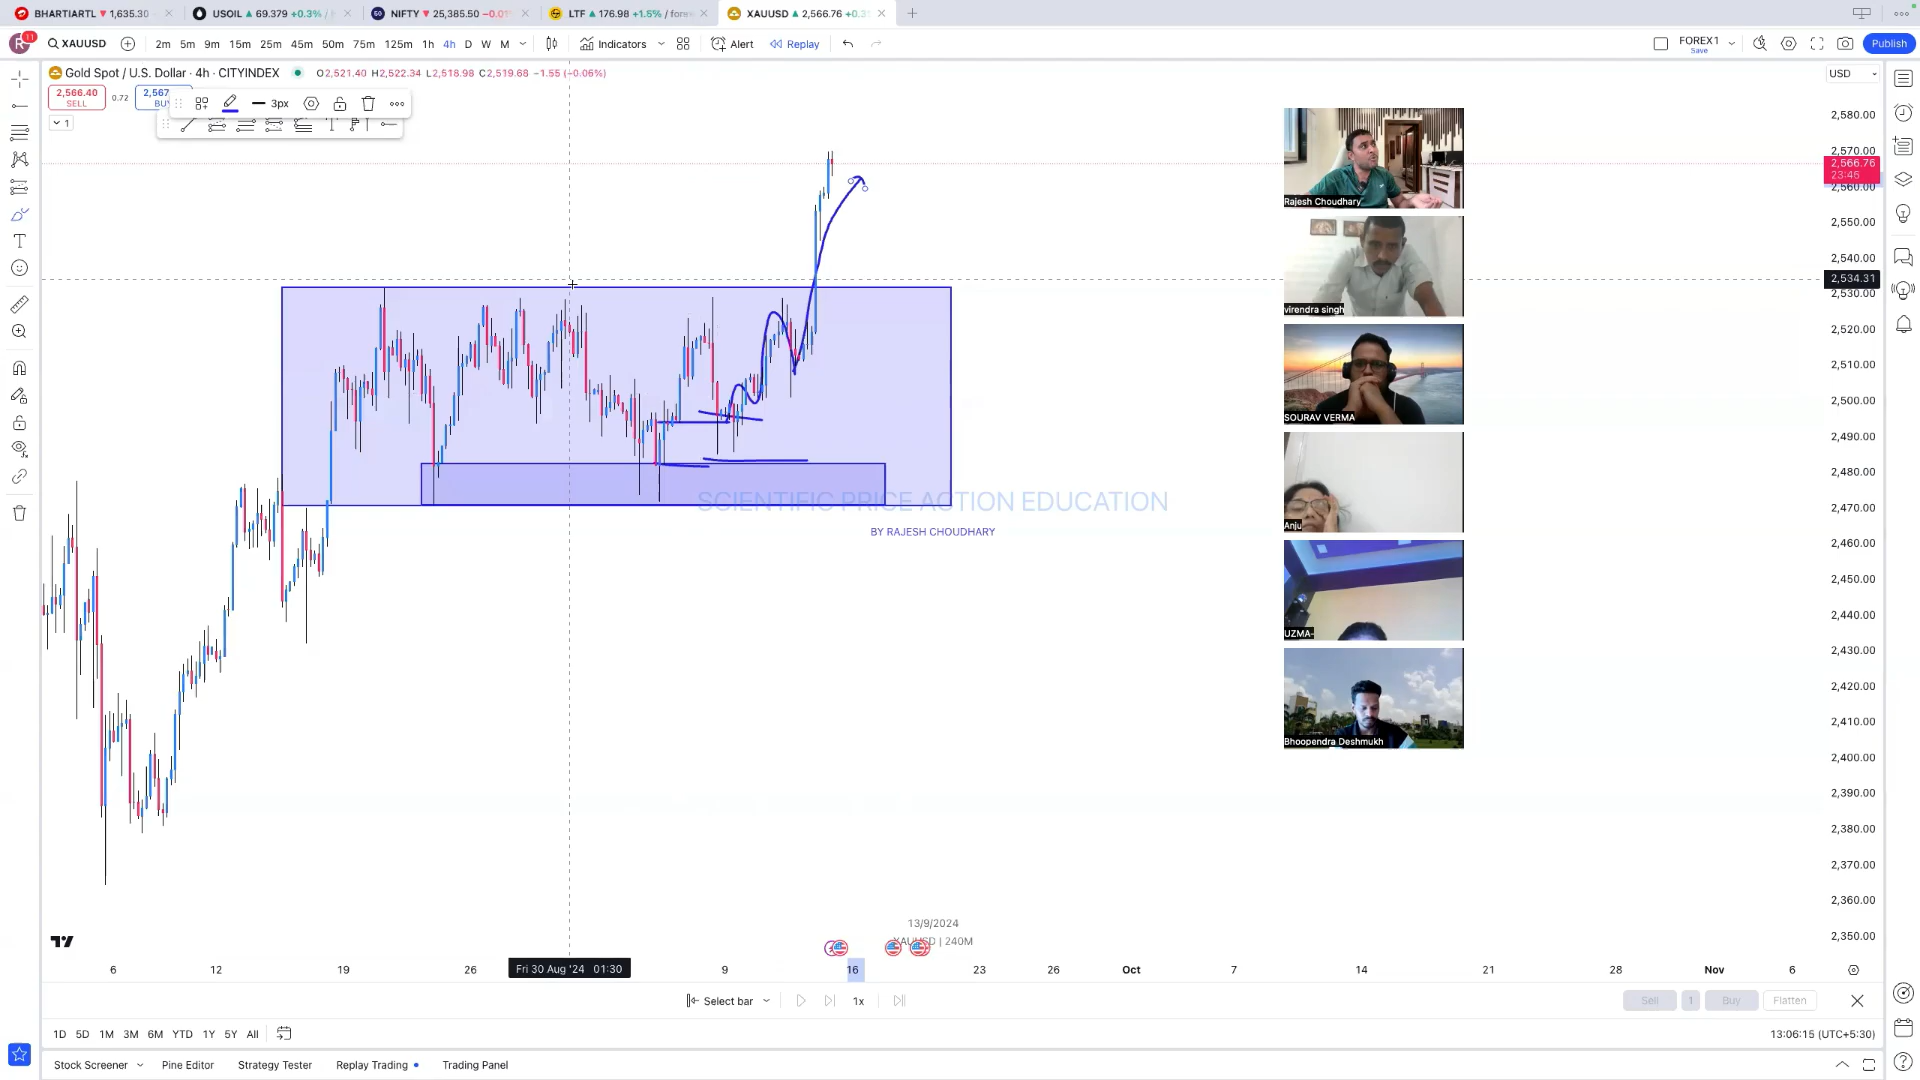 BHARTIARTL ▼ 1,635.30
USOIL ▲ 69.379 +0.3%
NIFTY ▼ 25,385.50 −0.01%
LTF ▲ 176.98 +1.5% / fore
XAUUSD ▲ 2,566.76 +0.3
R 11
XAUUSD
2m 5m 9m 15m 25m 45m 50m 75m 125m 1h 4h D W M
Indicators
Alert
Replay
FOREX1
Save
Publish
Gold Spot / U.S. Dollar · 4h · CITYINDEX
O2,521.40 H2,522.34 L2,518.98 C2,519.68 −1.55 (−0.06%)
USD
2,566.40
SELL
0.72
2,567
BU
3px
1
2,580.00
2,570.00
2,566.76
23:45
2,560.00
2,550.00
2,540.00
2,534.31
2,530.00
2,520.00
2,510.00
2,500.00
2,490.00
2,480.00
2,470.00
2,460.00
2,450.00
2,440.00
2,430.00
2,420.00
2,410.00
2,400.00
2,390.00
2,380.00
2,370.00
2,360.00
2,350.00
Rajesh Choudhary
virendra singh
SOURAV VERMA
Anju
UZMA-
Bhoopendra Deshmukh
SCIENTIFIC PRICE ACTION EDUCATION
BY RAJESH CHOUDHARY
13/9/2024
XAUUSD | 240M
6 12 19 26 Fri 30 Aug '24 01:30 9 16 23 26 Oct 7 14 21 28 Nov 6
Select bar
1x
Sell 1 Buy Flatten
1D 5D 1M 3M 6M YTD 1Y 5Y All
13:06:15 (UTC+5:30)
Stock Screener
Pine Editor
Strategy Tester
Replay Trading
Trading Panel